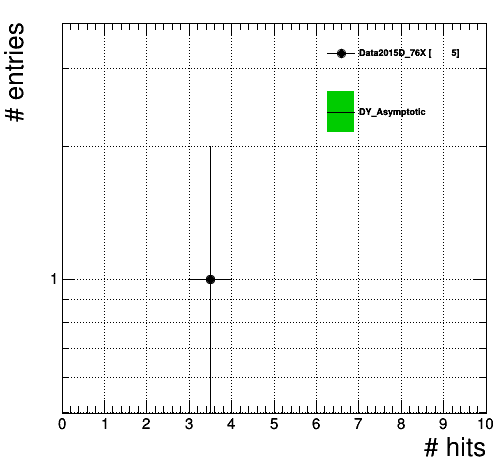 # entries
Data2015D_76X [ 5]
DY_Asymptotic
1
0 1 2 3 4 5 6 7 8 9 10
# hits